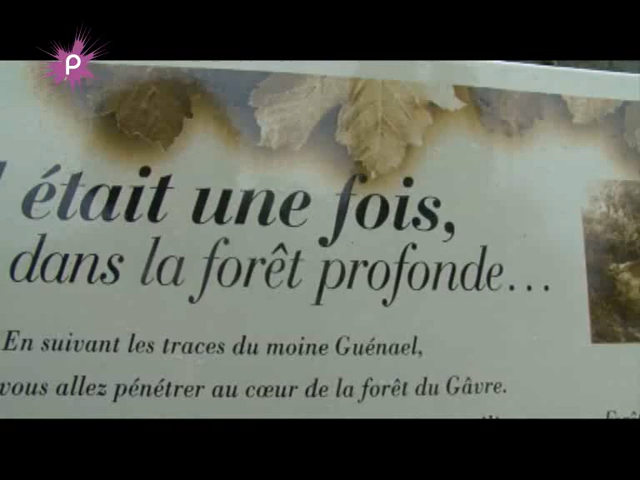 P
l était une fois,
dans la forêt profonde...
En suivant les traces du moine Guénael,
vous allez pénétrer au cœur de la forêt du Gâvre.